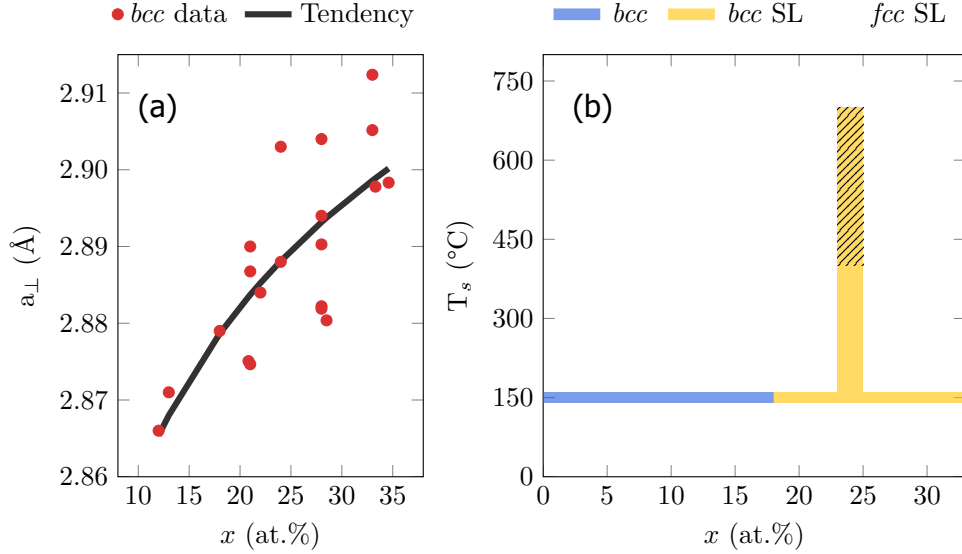 bcc data Tendency
bcc bcc SL fcc SL
(a)
2.91
2.90
2.89
2.88
2.87
2.86
a⊥ (Å)
10 15 20 25 30 35
x (at.%)
(b)
750
600
450
300
150
0
Ts (°C)
0 5 10 15 20 25 30
x (at.%)